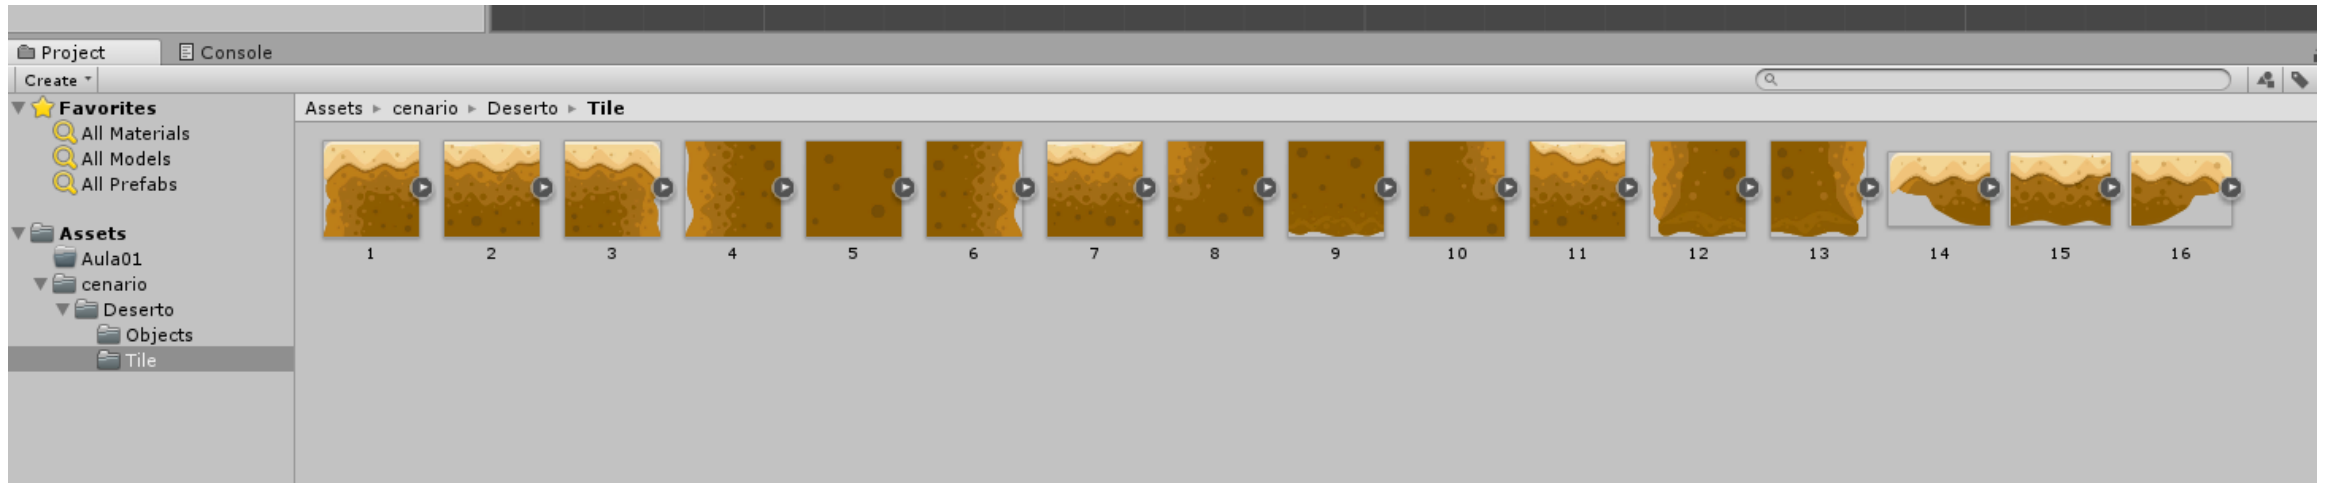 Project Console
Create
Favorites
All Materials
All Models
All Prefabs
Assets
Aula01
cenario
Deserto
Objects
Tile
Assets cenario Deserto Tile
1 2 3 4 5 6 7 8 9 10 11 12 13 14 15 16